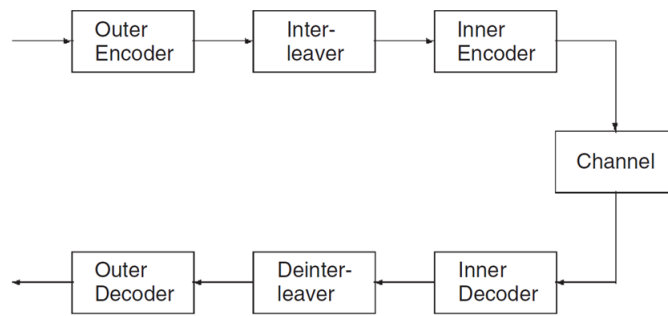 Outer
Encoder
Inter-
leaver
Inner
Encoder
Channel
Outer
Decoder
Deinter-
leaver
Inner
Decoder